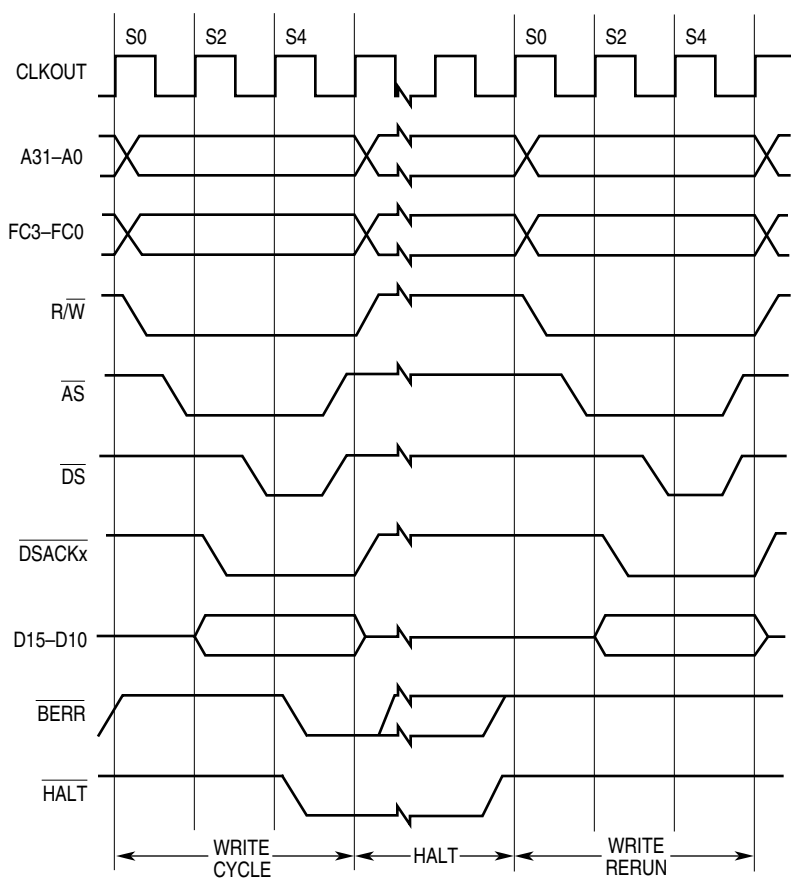 S0 S2 S4 S0 S2 S4
CLKOUT
A31–A0
FC3–FC0
R/W
AS
DS
DSACKx
D15–D10
BERR
HALT
WRITE CYCLE
HALT
WRITE RERUN